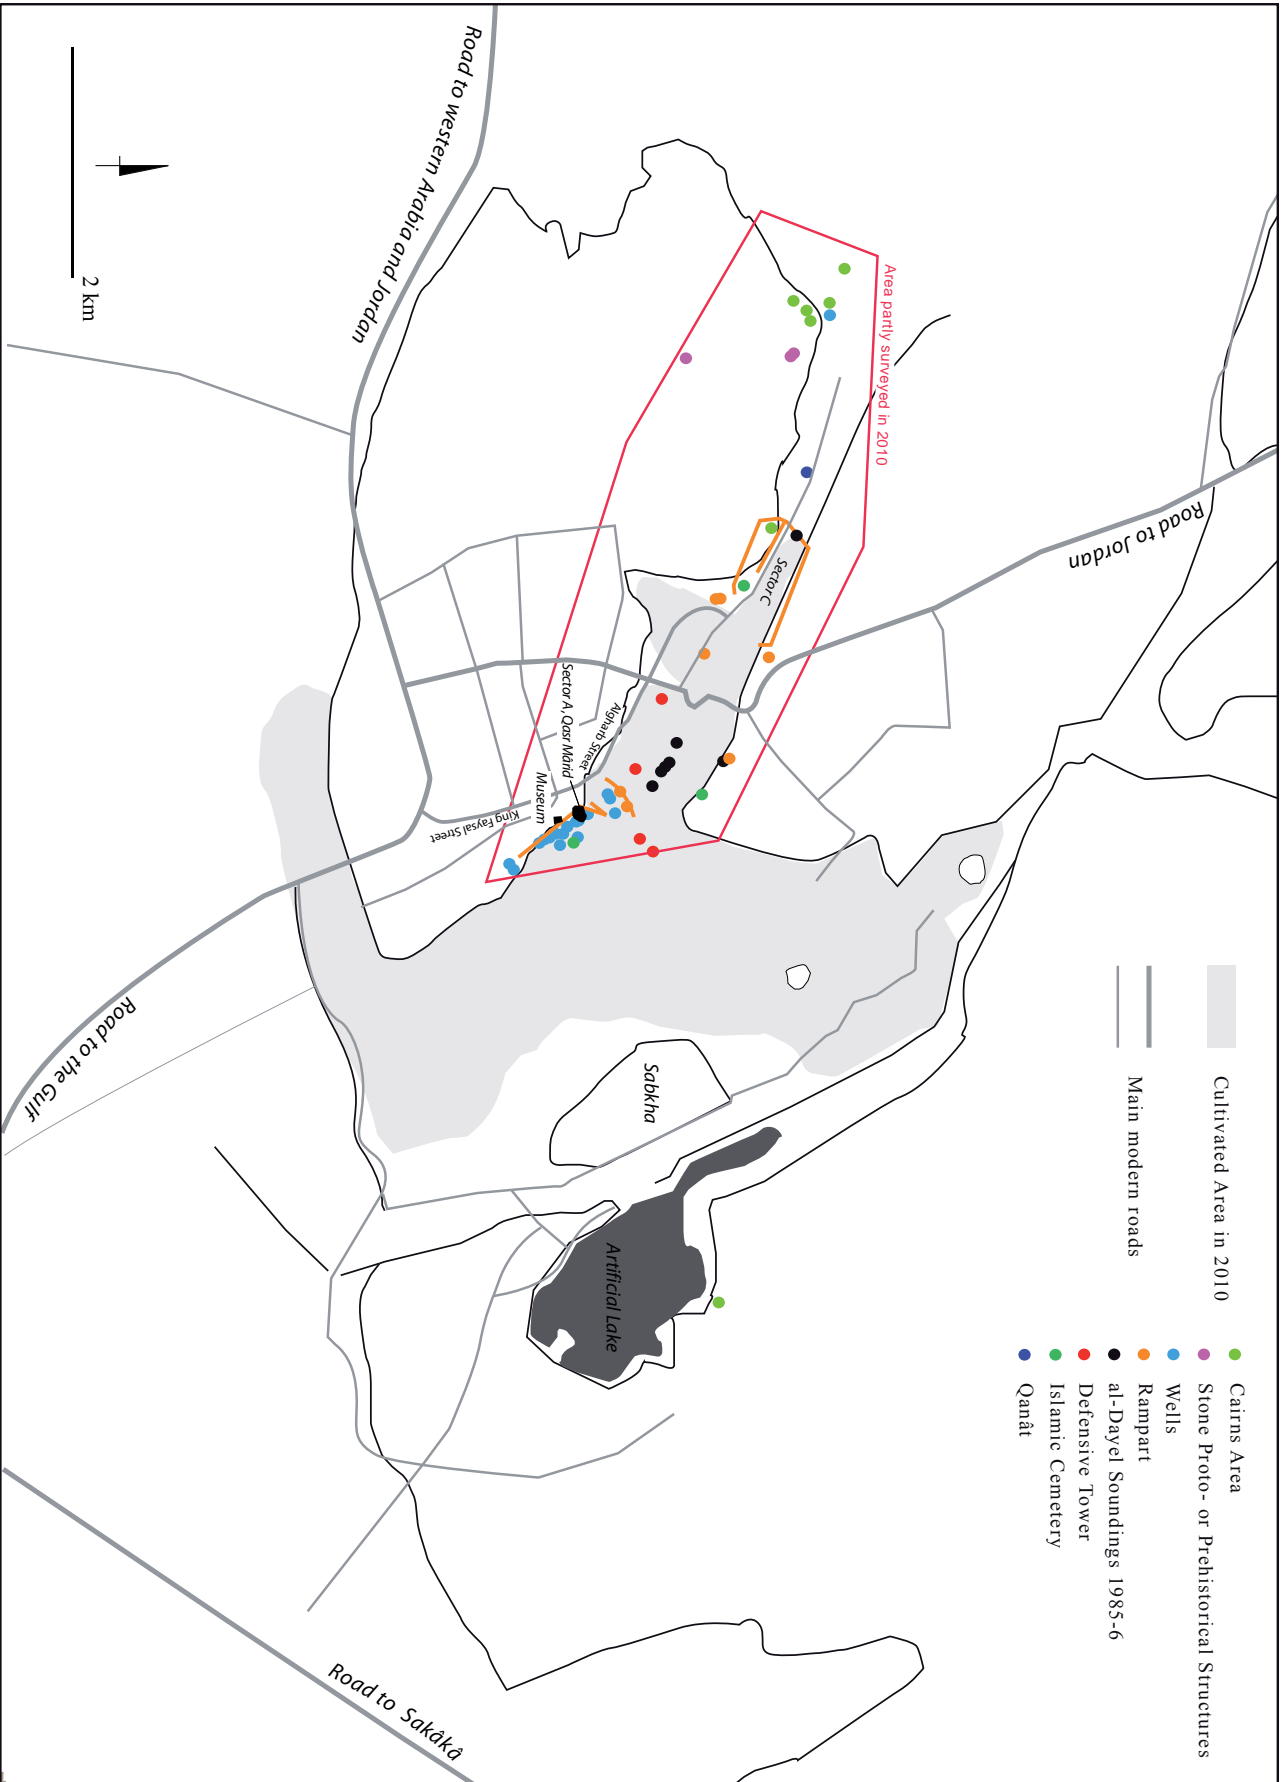 Cultivated Area in 2010
Main modern roads
Cairns Area
Stone Proto- or Prehistorical Structures
Wells
Rampart
al-Dayel Soundings 1985-6
Defensive Tower
Islamic Cemetery
Qanât
Road to Jordan
Area partly surveyed in 2010
Sector C
Algharb Street
Sector A, Qasr Mârid
Museum
King Faysal Street
Sabkha
Artificial Lake
Road to western Arabia and Jordan
Road to the Gulf
Road to Sakâkâ
2 km